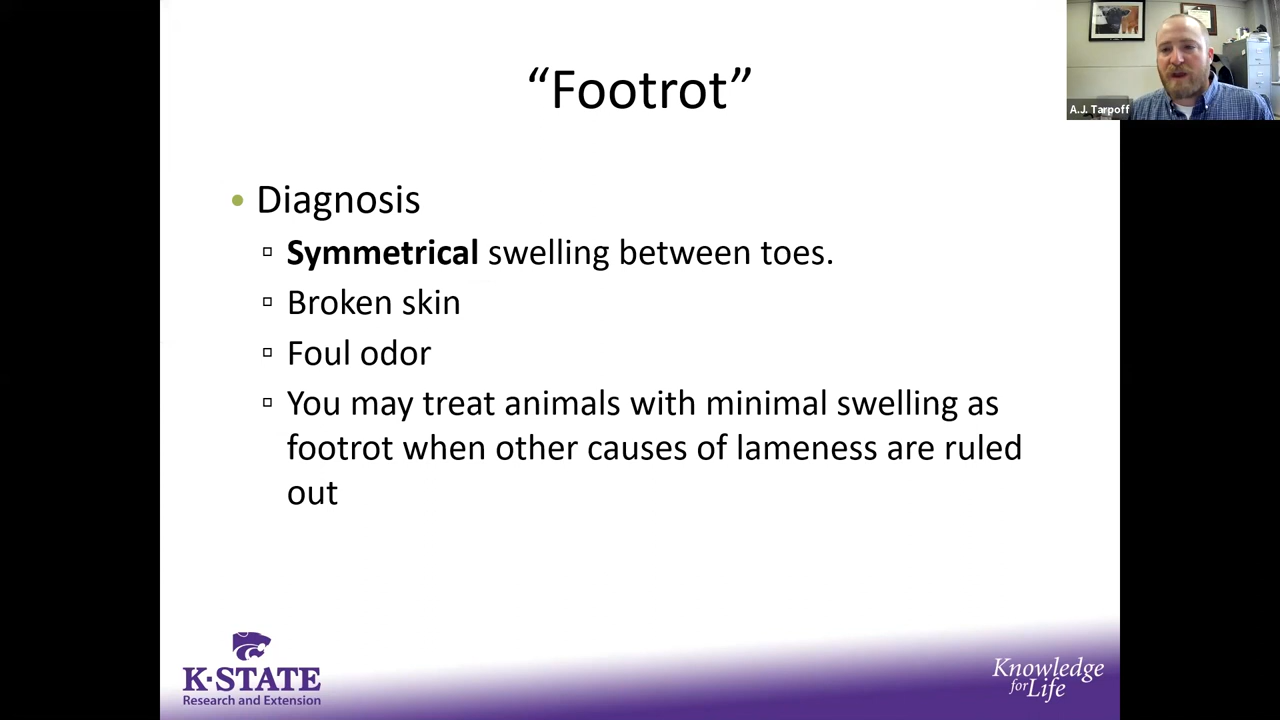 “Footrot”
A.J. Tarpoff
• Diagnosis
▫ Symmetrical swelling between toes.
▫ Broken skin
▫ Foul odor
▫ You may treat animals with minimal swelling as
footrot when other causes of lameness are ruled
out
K-STATE
Research and Extension
Knowledge
for Life